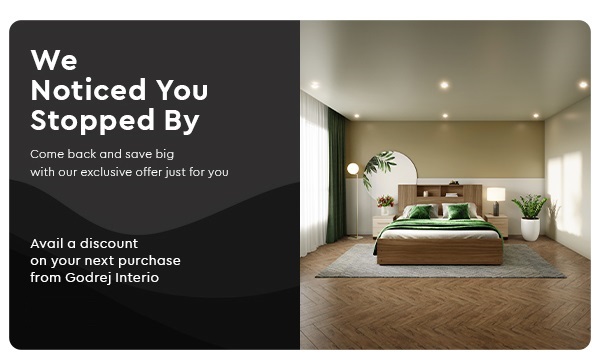 We
Noticed You
Stopped By
Come back and save big
with our exclusive offer just for you
Avail a discount
on your next purchase
from Godrej Interio